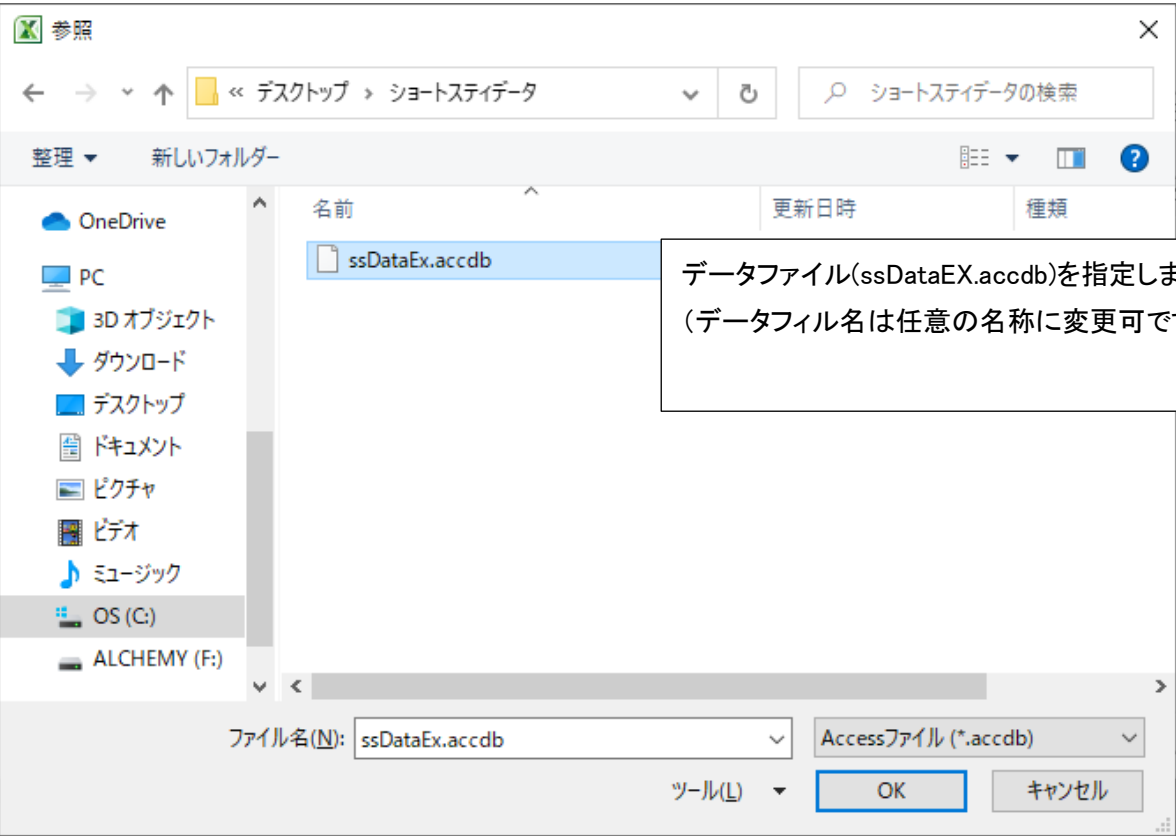 参照
« デスクトップ › ショートスティデータ
ショートスティデータの検索
整理
新しいフォルダー
名前
更新日時
種類
OneDrive
PC
3D オブジェクト
ダウンロード
デスクトップ
ドキュメント
ピクチャ
ビデオ
ミュージック
OS (C:)
ALCHEMY (F:)
ssDataEx.accdb
データファイル(ssDataEX.accdb)を指定しま
（データフィル名は任意の名称に変更可で
ファイル名(N):
ssDataEx.accdb
Accessファイル (*.accdb)
ツール(L)
OK
キャンセル